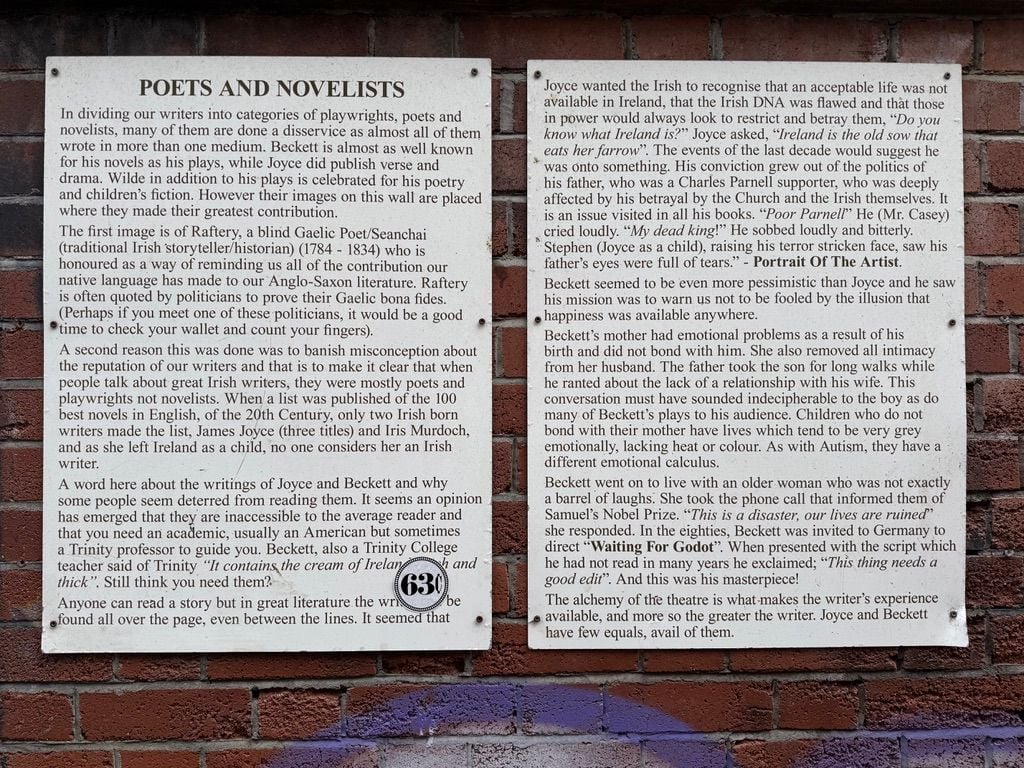 POETS AND NOVELISTS
In dividing our writers into categories of playwrights, poets and
novelists, many of them are done a disservice as almost all of them
wrote in more than one medium. Beckett is almost as well known
for his novels as his plays, while Joyce did publish verse and
drama. Wilde in addition to his plays is celebrated for his poetry
and children's fiction. However their images on this wall are placed
where they made their greatest contribution.
The first image is of Raftery, a blind Gaelic Poet/Seanchai
(traditional Irish storyteller/historian) (1784 - 1834) who is
honoured as a way of reminding us all of the contribution our
native language has made to our Anglo-Saxon literature. Raftery
is often quoted by politicians to prove their Gaelic bona fides.
(Perhaps if you meet one of these politicians, it would be a good
time to check your wallet and count your fingers).
A second reason this was done was to banish misconception about
the reputation of our writers and that is to make it clear that when
people talk about great Irish writers, they were mostly poets and
playwrights not novelists. When a list was published of the 100
best novels in English, of the 20th Century, only two Irish born
writers made the list, James Joyce (three titles) and Iris Murdoch,
and as she left Ireland as a child, no one considers her an Irish
writer.
A word here about the writings of Joyce and Beckett and why
some people seem deterred from reading them. It seems an opinion
has emerged that they are inaccessible to the average reader and
that you need an academic, usually an American but sometimes
a Trinity professor to guide you. Beckett, also a Trinity College
teacher said of Trinity "It contains the cream of Irelan h and
thick". Still think you need them?
Anyone can read a story but in great literature the wri be
found all over the page, even between the lines. It seemed that
63
Joyce wanted the Irish to recognise that an acceptable life was not
available in Ireland, that the Irish DNA was flawed and that those
in power would always look to restrict and betray them, "Do you
know what Ireland is?" Joyce asked, "Ireland is the old sow that
eats her farrow". The events of the last decade would suggest he
was onto something. His conviction grew out of the politics of
his father, who was a Charles Parnell supporter, who was deeply
affected by his betrayal by the Church and the Irish themselves. It
is an issue visited in all his books. "Poor Parnell" He (Mr. Casey)
cried loudly. "My dead king!" He sobbed loudly and bitterly.
Stephen (Joyce as a child), raising his terror stricken face, saw his
father's eyes were full of tears." - Portrait Of The Artist.
Beckett seemed to be even more pessimistic than Joyce and he saw
his mission was to warn us not to be fooled by the illusion that
happiness was available anywhere.
Beckett's mother had emotional problems as a result of his
birth and did not bond with him. She also removed all intimacy
from her husband. The father took the son for long walks while
he ranted about the lack of a relationship with his wife. This
conversation must have sounded indecipherable to the boy as do
many of Beckett's plays to his audience. Children who do not
bond with their mother have lives which tend to be very grey
emotionally, lacking heat or colour. As with Autism, they have a
different emotional calculus.
Beckett went on to live with an older woman who was not exactly
a barrel of laughs. She took the phone call that informed them of
Samuel's Nobel Prize. "This is a disaster, our lives are ruined"
she responded. In the eighties, Beckett was invited to Germany to
direct "Waiting For Godot". When presented with the script which
he had not read in many years he exclaimed; "This thing needs a
good edit". And this was his masterpiece!
The alchemy of the theatre is what makes the writer's experience
available, and more so the greater the writer. Joyce and Beckett
have few equals, avail of them.